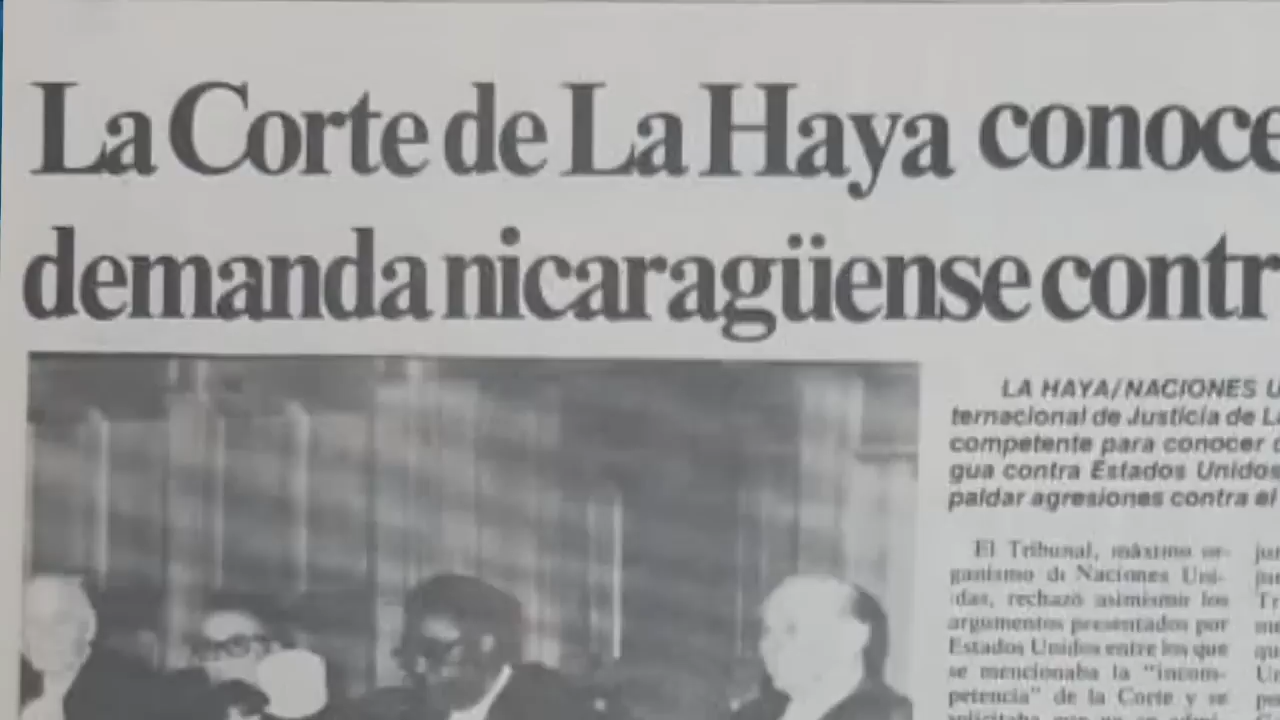 La Corte de La Haya conoce
demanda nicaragüense contr
LA HAYA/NACIONES U
ternacional de Justicia de L
competente para conocer
gua contra Estados Unidos
paldar agresiones contra el
El Tribunal, máximo or-
ganismo de Naciones Uni-
das, rechazó asimismo los
argumentos presentados por
Estados Unidos entre los que
se mencionaba la "incom-
petencia" de la Corte y se